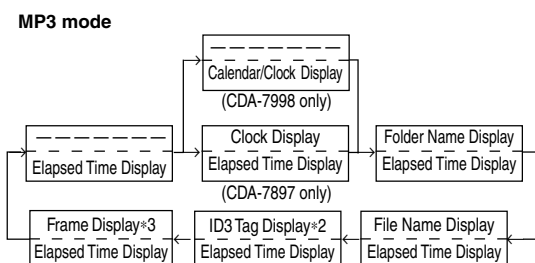 MP3 mode
Calendar/Clock Display
(CDA-7998 only)
Elapsed Time Display
Clock Display
Elapsed Time Display
(CDA-7897 only)
Folder Name Display
Elapsed Time Display
Frame Display*3
Elapsed Time Display
ID3 Tag Display*2
Elapsed Time Display
File Name Display
Elapsed Time Display